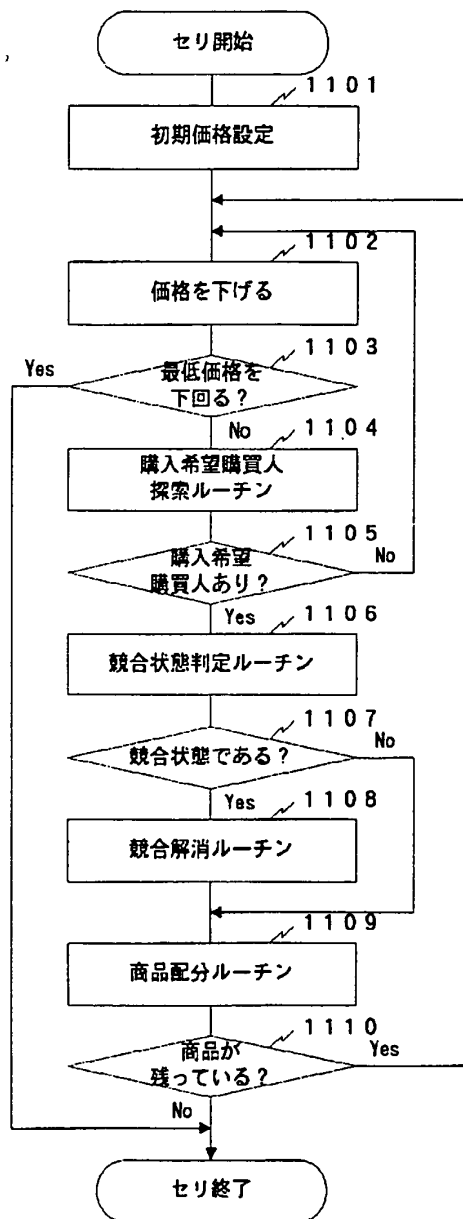 セリ開始
1101
初期価格設定
1102
価格を下げる
1103
Yes
最低価格を
下回る?
No
1104
購入希望購買人
探索ルーチン
1105
購入希望
購買人あり?
No
Yes
1106
競合状態判定ルーチン
1107
競合状態である?
No
Yes
1108
競合解消ルーチン
1109
商品配分ルーチン
1110
商品が
残っている?
Yes
No
セリ終了